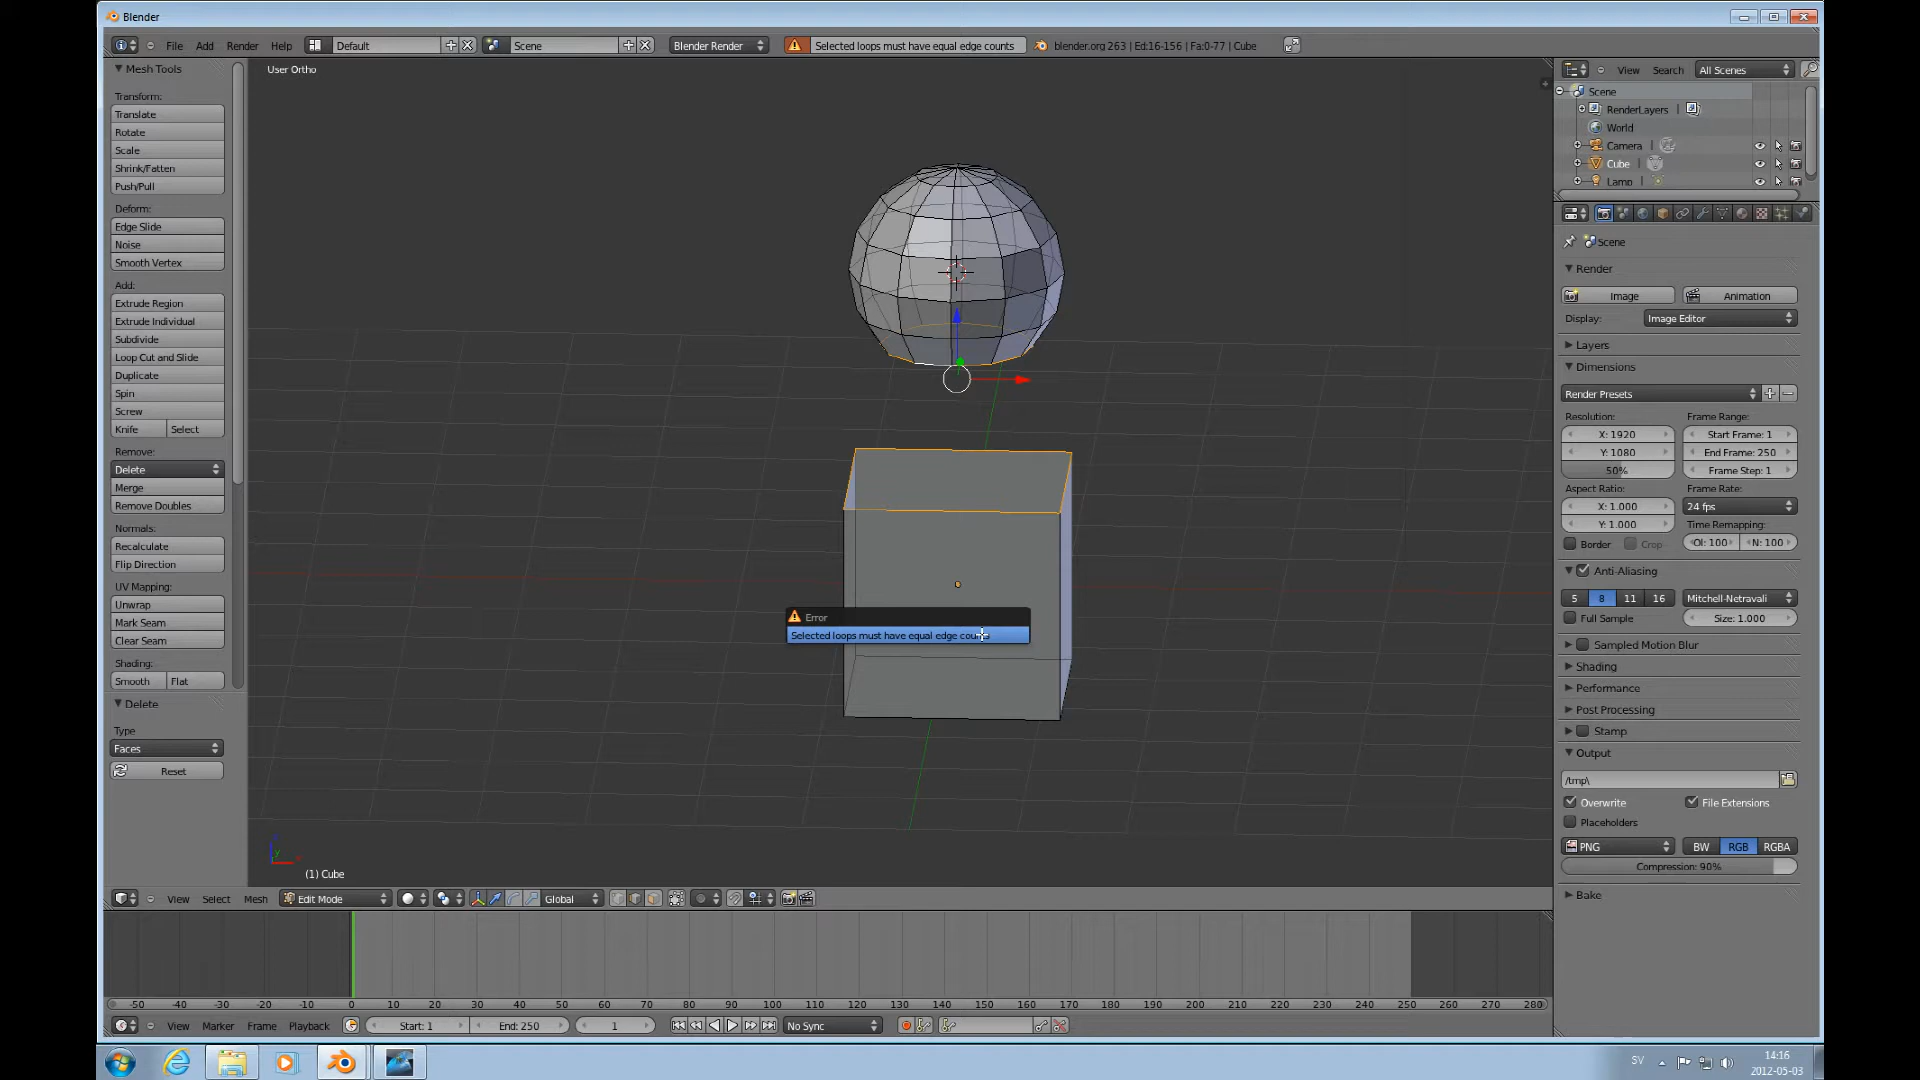 Blender
File Add Render Help Default Scene Blender Render Selected loops must have equal edge counts blender.org 263 | Ed:16-156 | Fa:0-77 | Cube
Mesh Tools
Transform:
Translate
Rotate
Scale
Shrink/Fatten
Push/Pull
Deform:
Edge Slide
Noise
Smooth Vertex
Add:
Extrude Region
Extrude Individual
Subdivide
Loop Cut and Slide
Duplicate
Spin
Screw
Knife Select
Remove:
Delete
Merge
Remove Doubles
Normals:
Recalculate
Flip Direction
UV Mapping:
Unwrap
Mark Seam
Clear Seam
Shading:
Smooth Flat
Delete
Type
Faces
Reset
User Ortho
Error
Selected loops must have equal edge
(1) Cube
View Select Mesh Edit Mode Global
View Search All Scenes
Scene
RenderLayers
World
Camera
Cube
Lamp
Scene
Render
Image Animation
Display: Image Editor
Layers
Dimensions
Render Presets
Resolution: Frame Range:
X: 1920 Start Frame: 1
Y: 1080 End Frame: 250
50% Frame Step: 1
Aspect Ratio: Frame Rate:
X: 1.000 24 fps
Y: 1.000 Time Remapping:
Border Crop Ol: 100 N: 100
Anti-Aliasing
5 8 11 16 Mitchell-Netravali
Full Sample Size: 1.000
Sampled Motion Blur
Shading
Performance
Post Processing
Stamp
Output
/tmp\
Overwrite File Extensions
Placeholders
PNG BW RGB RGBA
Compression: 90%
Bake
-50 -40 -30 -20 -10 0 10 20 30 40 50 60 70 80 90 100 110 120 130 140 150 160 170 180 190 200 210 220 230 240 250 260 270 280
View Marker Frame Playback Start: 1 End: 250 1 No Sync
SV 14:16
2012-05-03